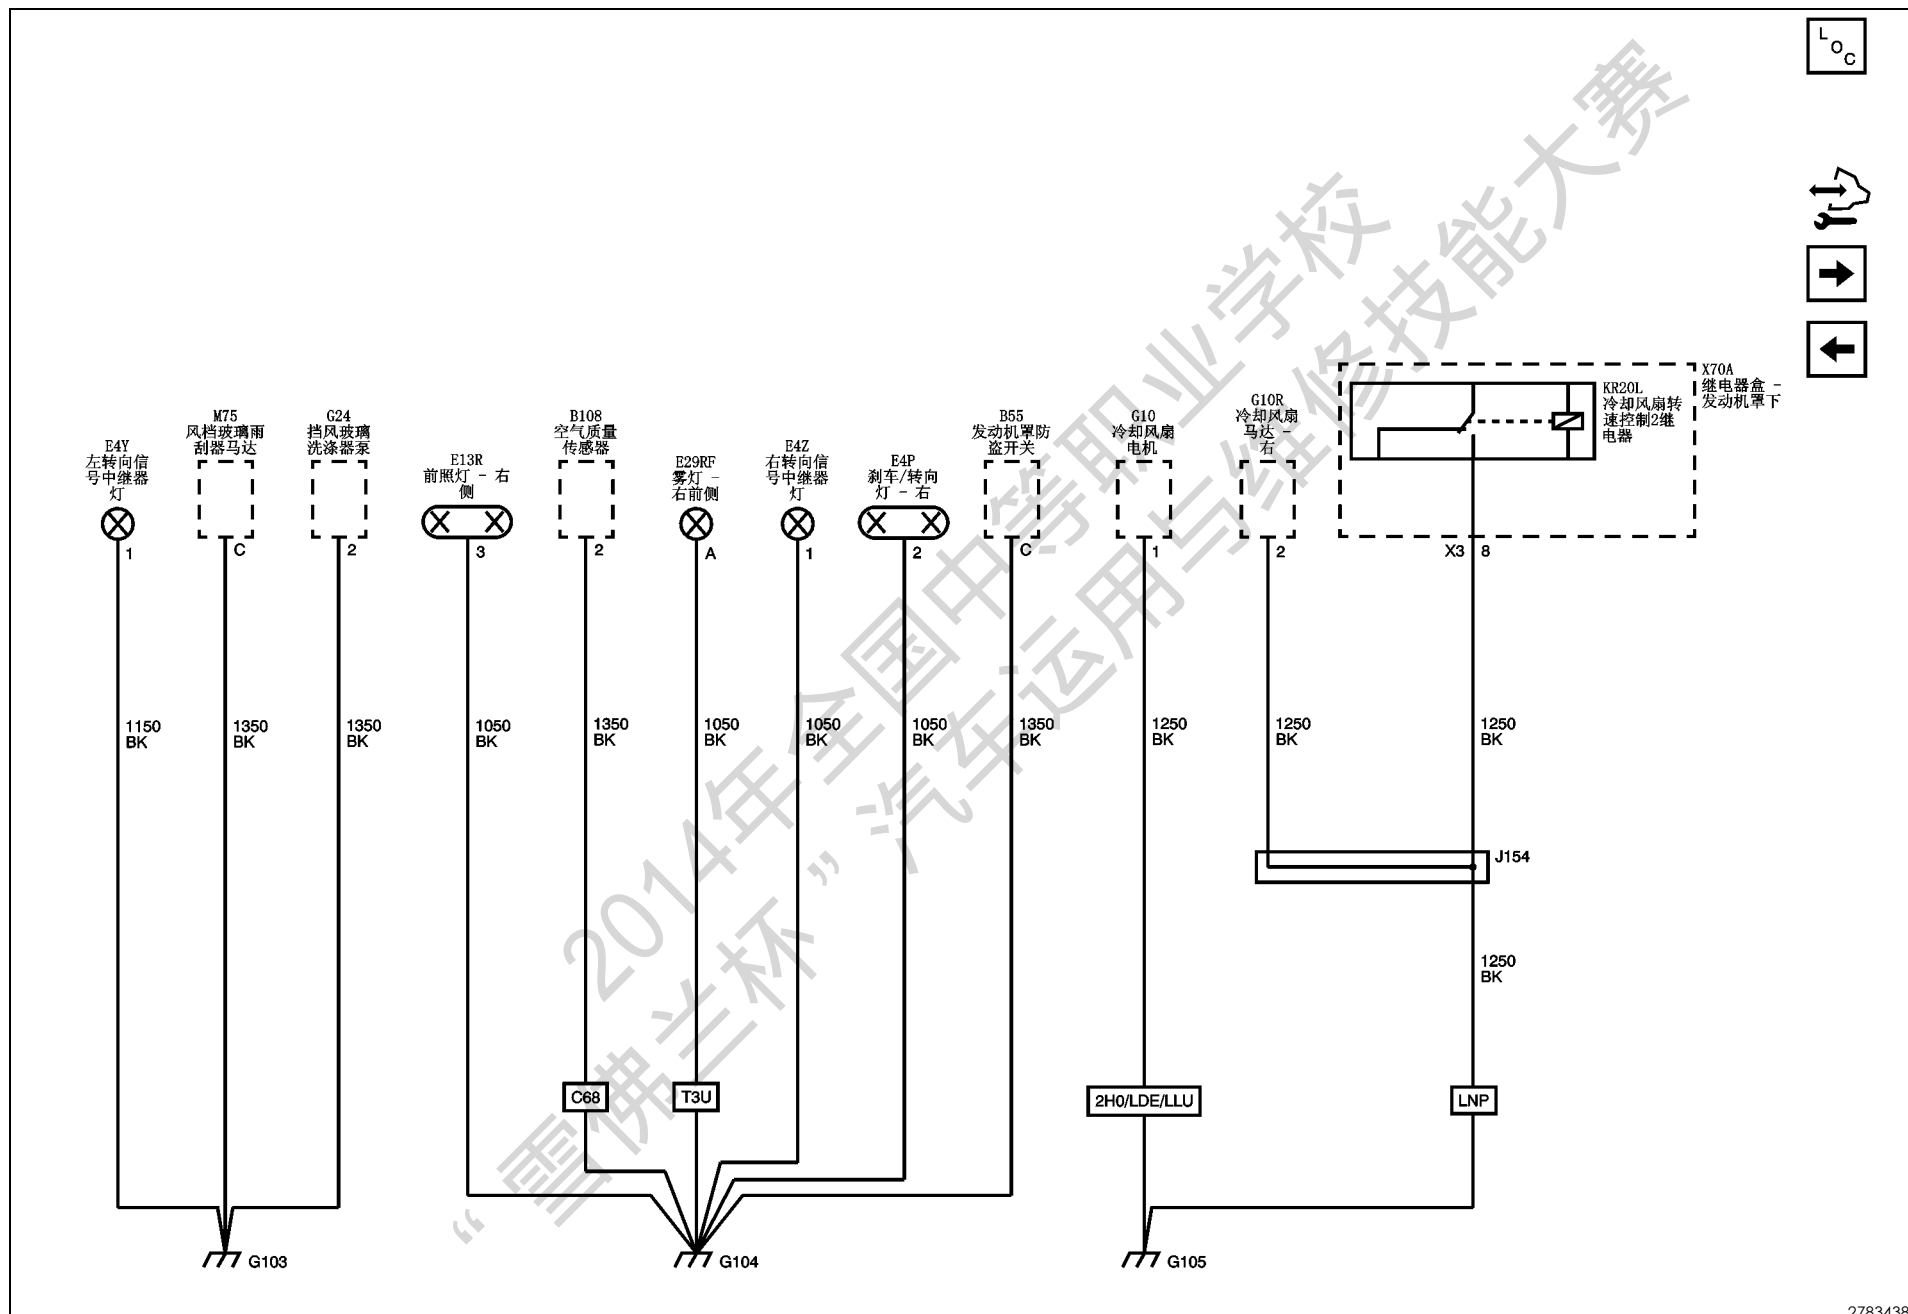 L
O
C
X70A
继电器盒 -
发动机罩下
KR20L
冷却风扇转
速控制2继
电器
E4Y
左转向信
号中继器
灯
1
M75
风档玻璃雨
刮器马达
C
G24
挡风玻璃
洗涤器泵
2
E13R
前照灯 - 右
侧
3
B108
空气质量
传感器
2
E29RF
雾灯 -
右前侧
A
E4Z
右转向信
号中继器
灯
1
E4P
刹车/转向
灯 - 右
2
B55
发动机罩防
盗开关
C
G10
冷却风扇
电机
1
G10R
冷却风扇
马达 -
右
2
X3 8
1150
BK
1350
BK
1350
BK
1050
BK
1350
BK
1050
BK
1050
BK
1050
BK
1350
BK
1250
BK
1250
BK
1250
BK
J154
1250
BK
C68
T3U
2H0/LDE/LLU
LNP
G103
G104
G105
2014年全国中等职业学校
“雪佛兰杯”汽车运用与维修技能大赛
2783438